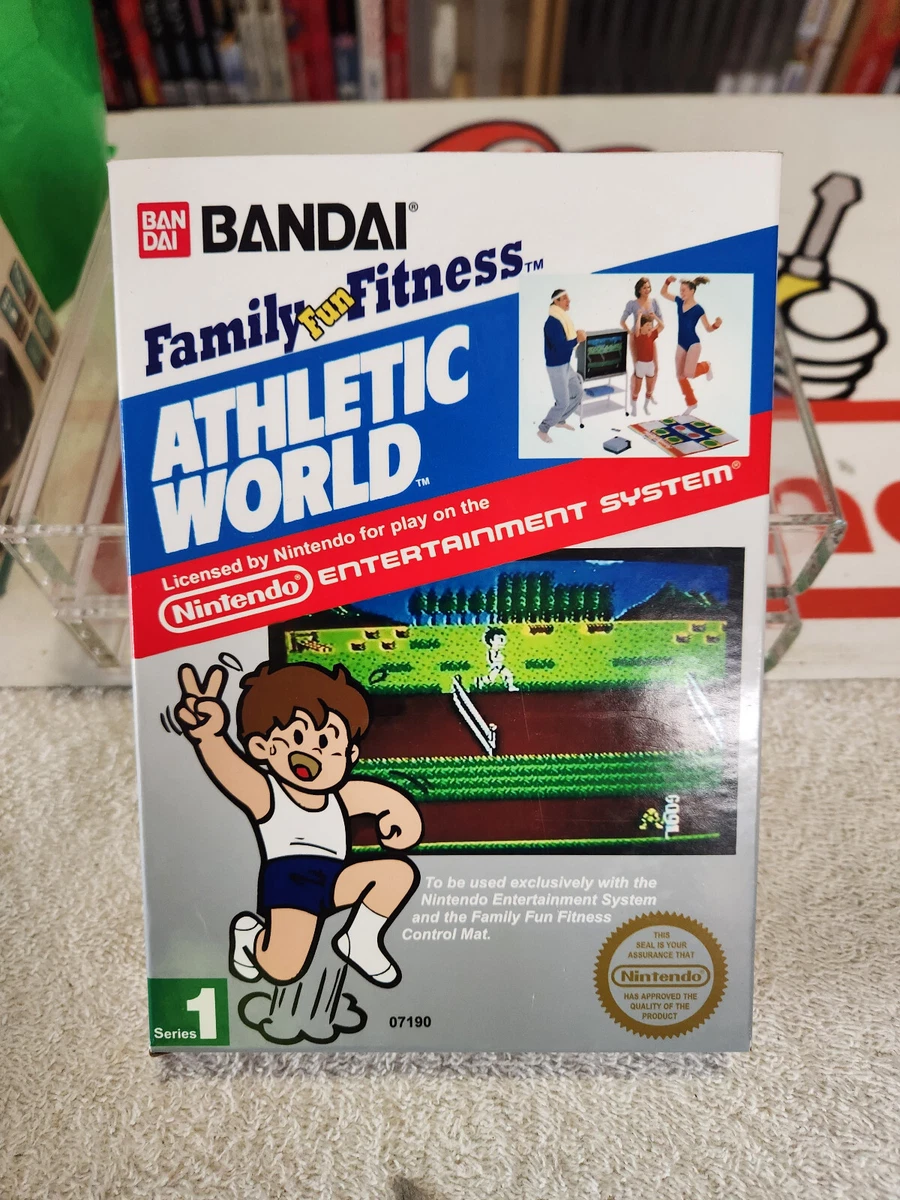 BAN
DAI
BANDAI®
Family Fun Fitness™
ATHLETIC
WORLD™
Licensed by Nintendo for play on the
Nintendo® ENTERTAINMENT SYSTEM®
To be used exclusively with the
Nintendo Entertainment System
and the Family Fun Fitness
Control Mat.
THIS
SEAL IS YOUR
ASSURANCE THAT
Nintendo
HAS APPROVED THE
QUALITY OF THE
PRODUCT
Series 1
07190